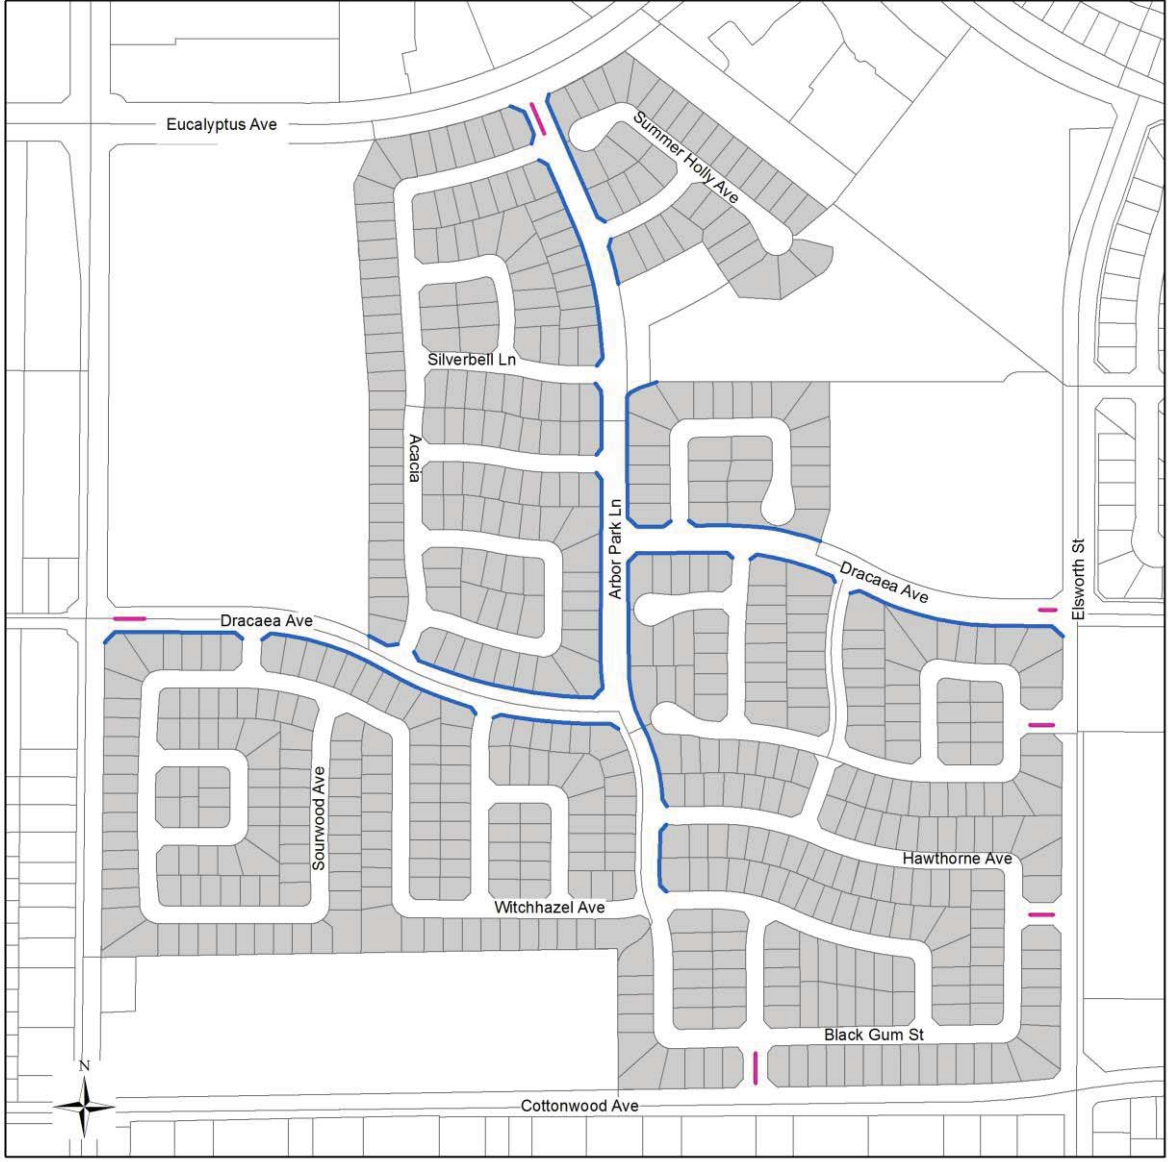 Eucalyptus Ave
Summer Holly Ave
Silverbell Ln
Acacia
Arbor Park Ln
Elsworth St
Dracaea Ave
Dracaea Ave
Sourwood Ave
Hawthorne Ave
Witchhazel Ave
Black Gum St
N
Cottonwood Ave